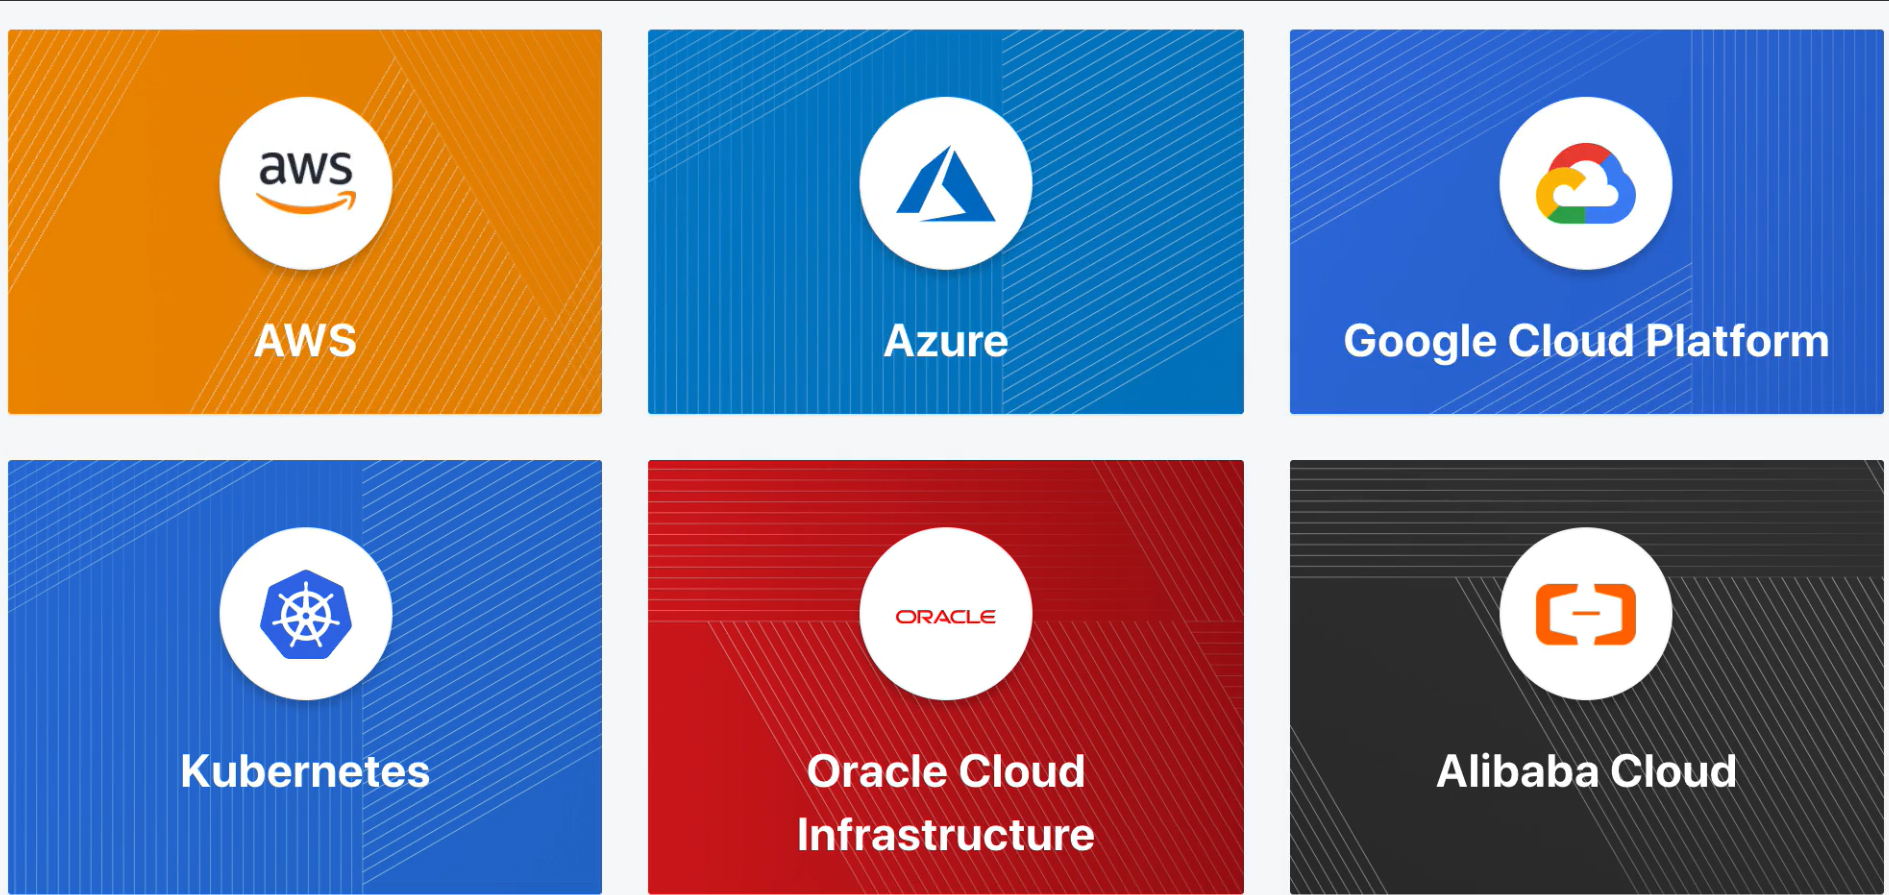 aws
AWS
Azure
Google Cloud Platform
Kubernetes
ORACLE
Oracle Cloud
Infrastructure
Alibaba Cloud